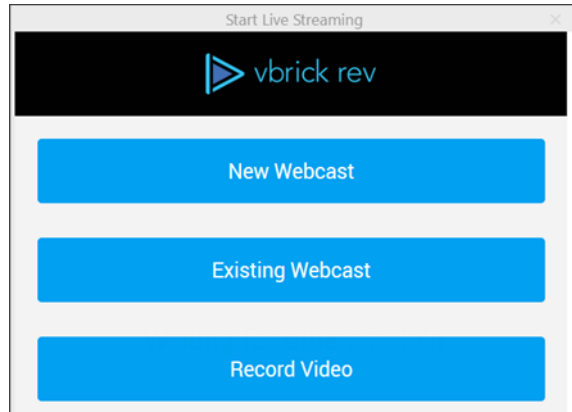 Start Live Streaming
vbrick rev
New Webcast
Existing Webcast
Record Video